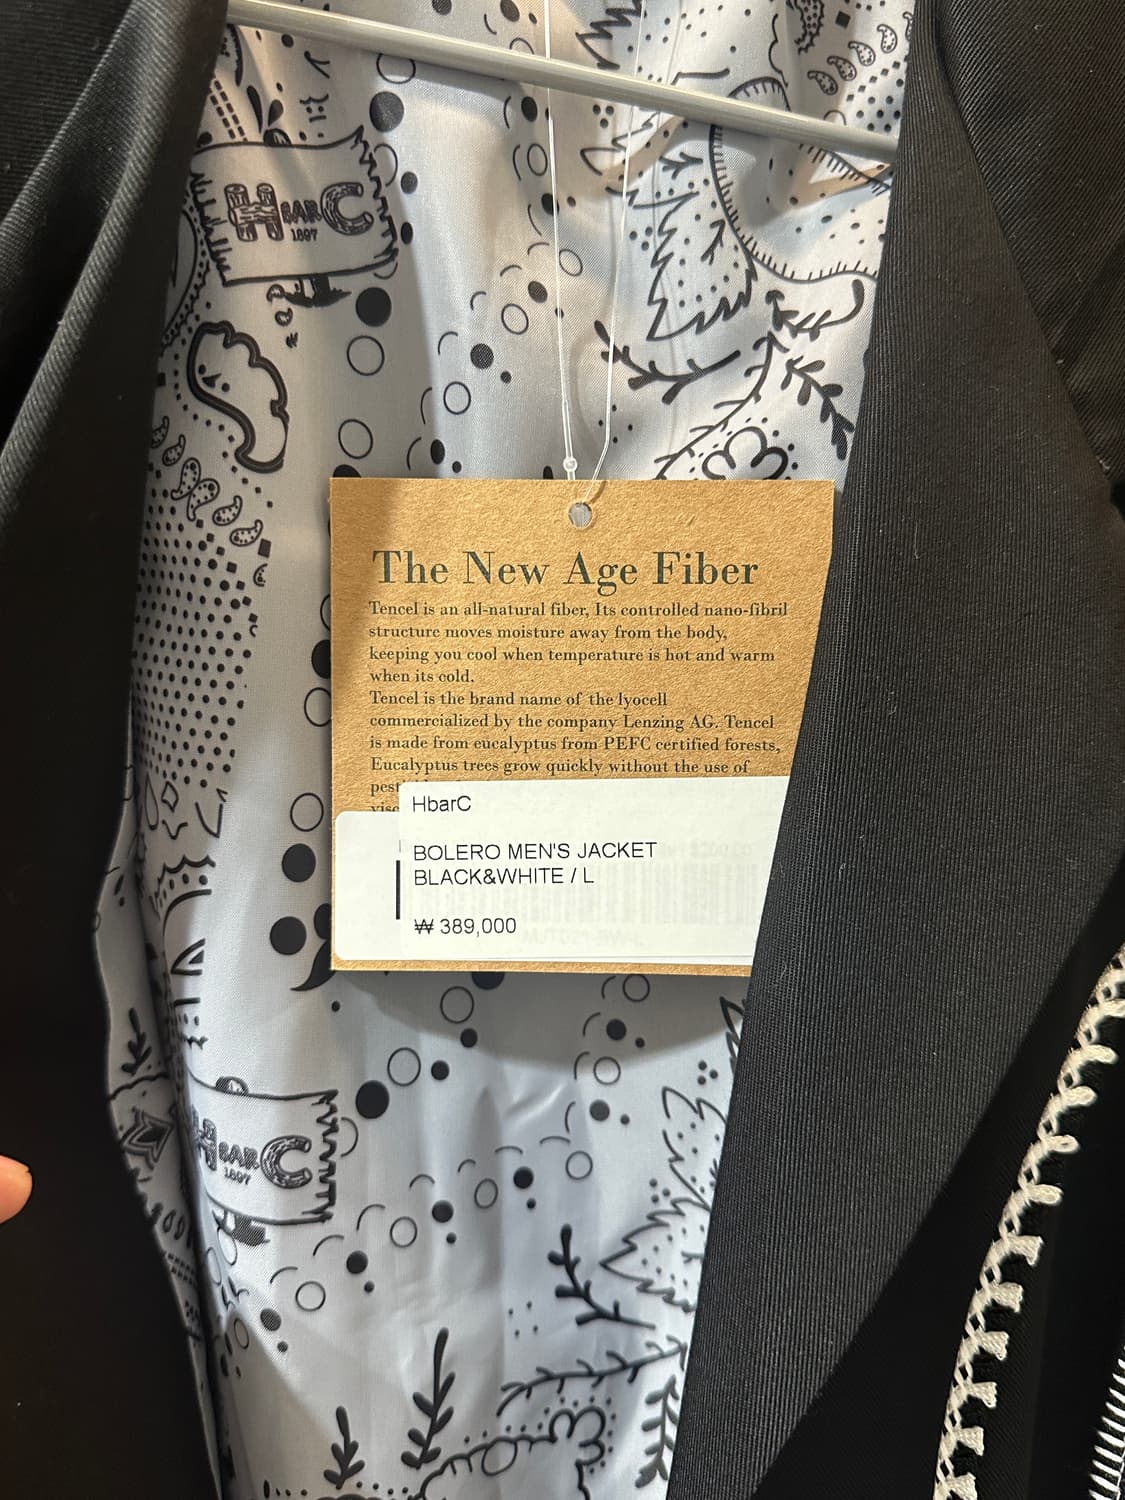 H BAR C
1897
The New Age Fiber
Tencel is an all-natural fiber, Its controlled nano-fibril
structure moves moisture away from the body,
keeping you cool when temperature is hot and warm
when its cold.
Tencel is the brand name of the lyocell
commercialized by the company Lenzing AG. Tencel
is made from eucalyptus from PEFC certified forests,
Eucalyptus trees grow quickly without the use of
HbarC
BOLERO MEN'S JACKET
BLACK&WHITE / L
₩ 389,000
H BAR C
1897